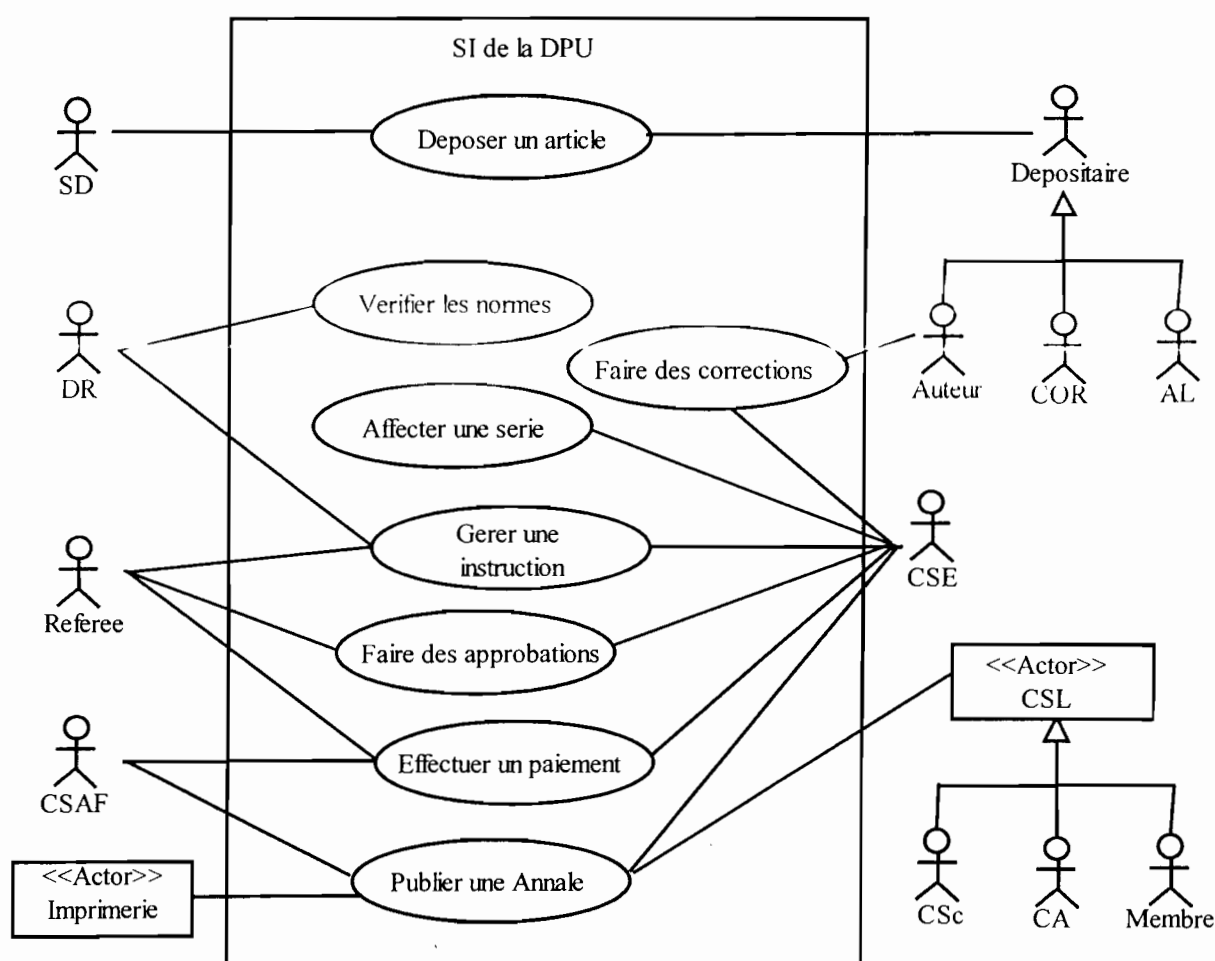 SI de la DPU
Deposer un article
SD
Depositaire
Verifier les normes
DR
Faire des corrections
Auteur
COR
AL
Affecter une serie
Gerer une
instruction
CSE
Referee
Faire des approbations
<<Actor>>
CSL
Effectuer un paiement
CSAF
Publier une Annale
<<Actor>>
Imprimerie
CSc
CA
Membre